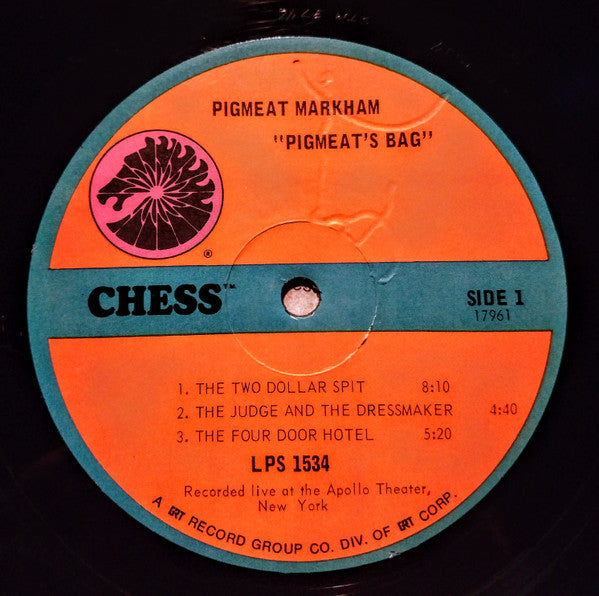 PIGMEAT MARKHAM
"PIGMEAT'S BAG"
®
CHESS™
SIDE 1
17961
1. THE TWO DOLLAR SPIT 8:10
2. THE JUDGE AND THE DRESSMAKER 4:40
3. THE FOUR DOOR HOTEL 5:20
LPS 1534
Recorded live at the Apollo Theater,
New York
A GRT RECORD GROUP CO. DIV. OF GRT CORP.